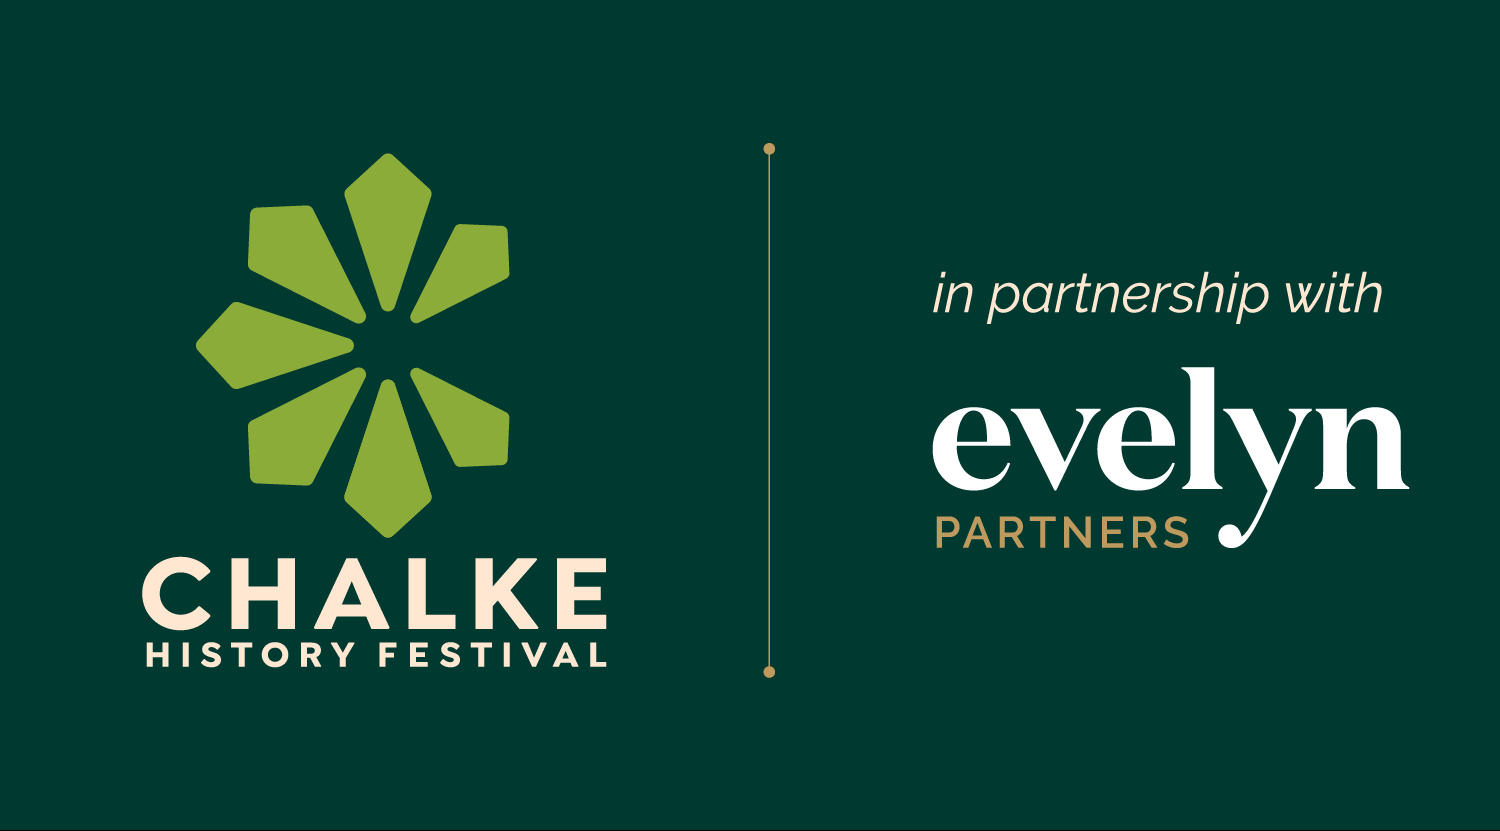 CHALKE
HISTORY FESTIVAL
in partnership with
evelyn
PARTNERS